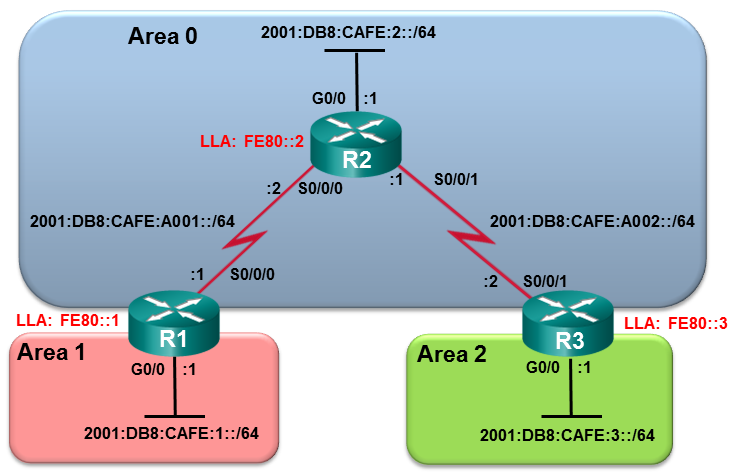 Area 0
2001:DB8:CAFE:2::/64
G0/0 :1
LLA: FE80::2
R2
:2 S0/0/0
:1 S0/0/1
2001:DB8:CAFE:A001::/64
2001:DB8:CAFE:A002::/64
:1 S0/0/0
:2 S0/0/1
LLA: FE80::1
R1
LLA: FE80::3
R3
Area 1
G0/0 :1
2001:DB8:CAFE:1::/64
Area 2
G0/0 :1
2001:DB8:CAFE:3::/64